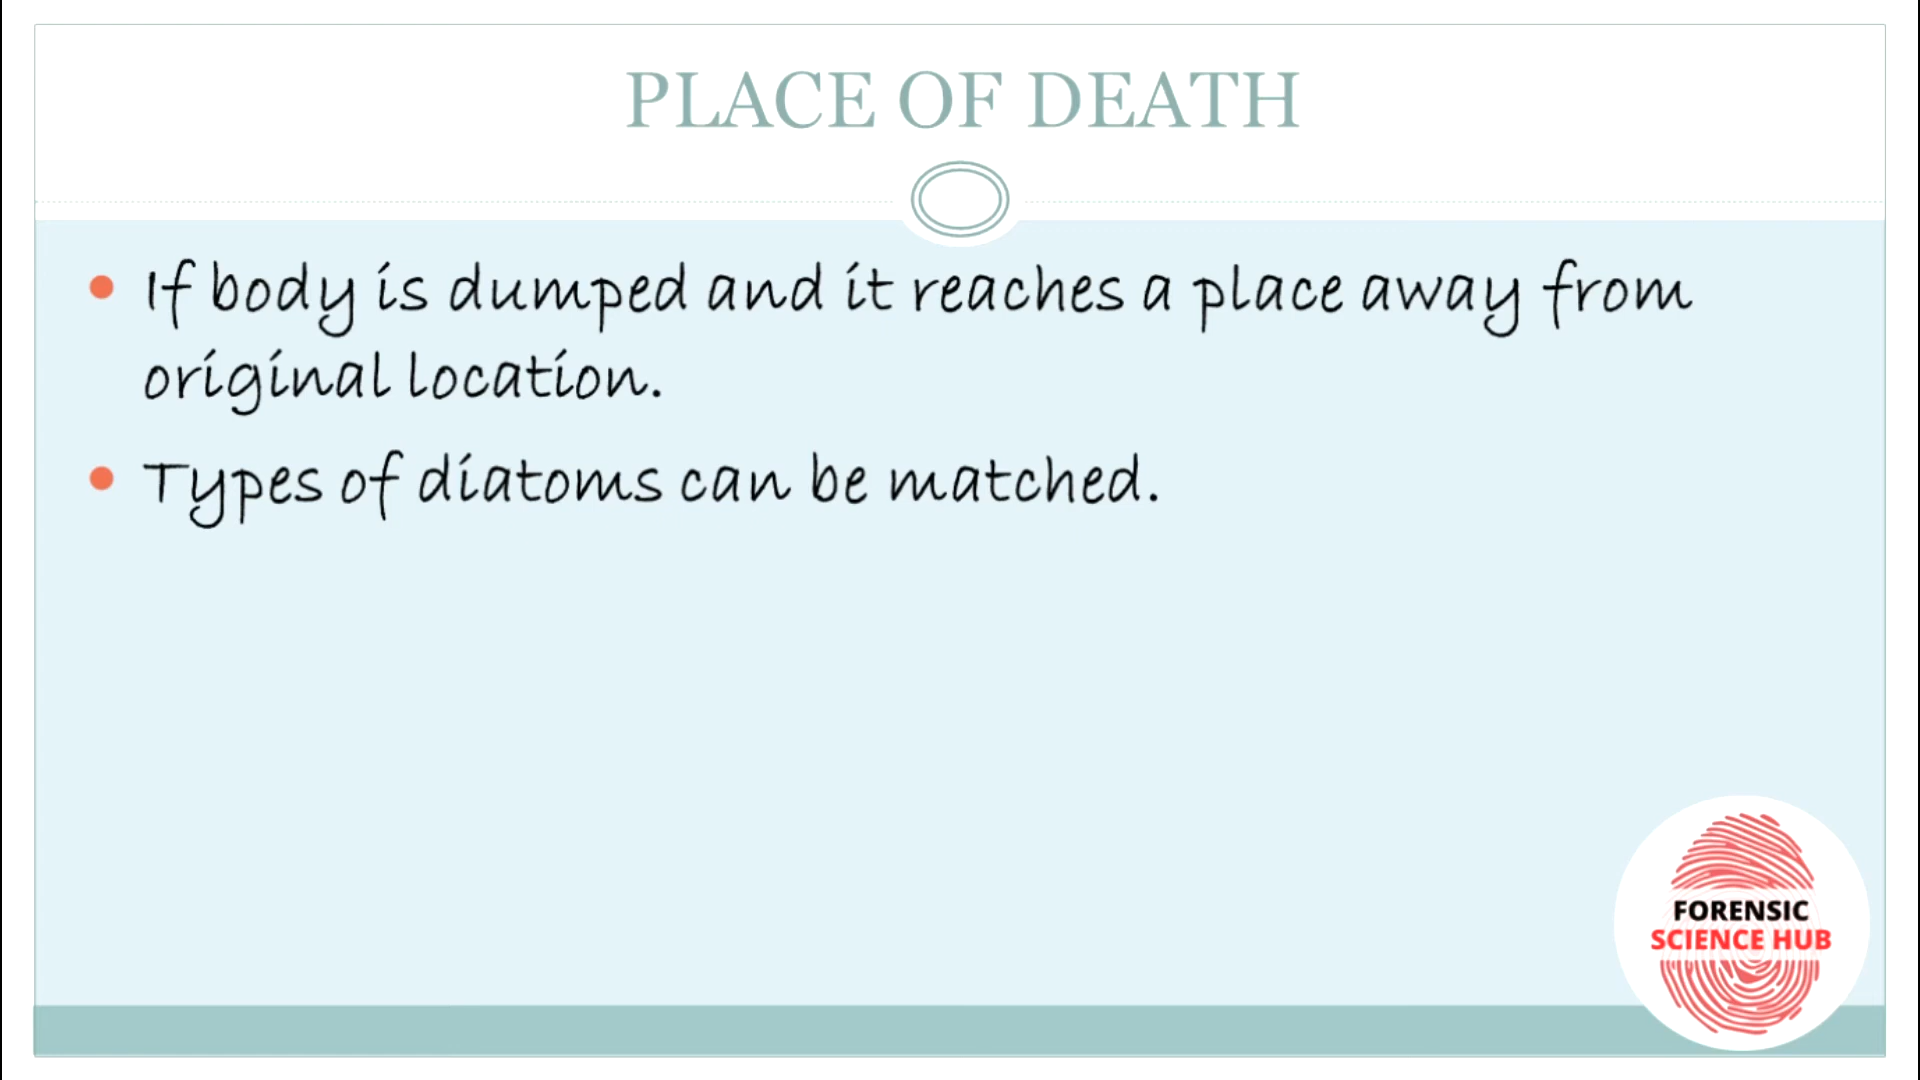 PLACE OF DEATH
If body is dumped and it reaches a place away from
original location.
Types of diatoms can be matched.
FORENSIC
SCIENCE HUB